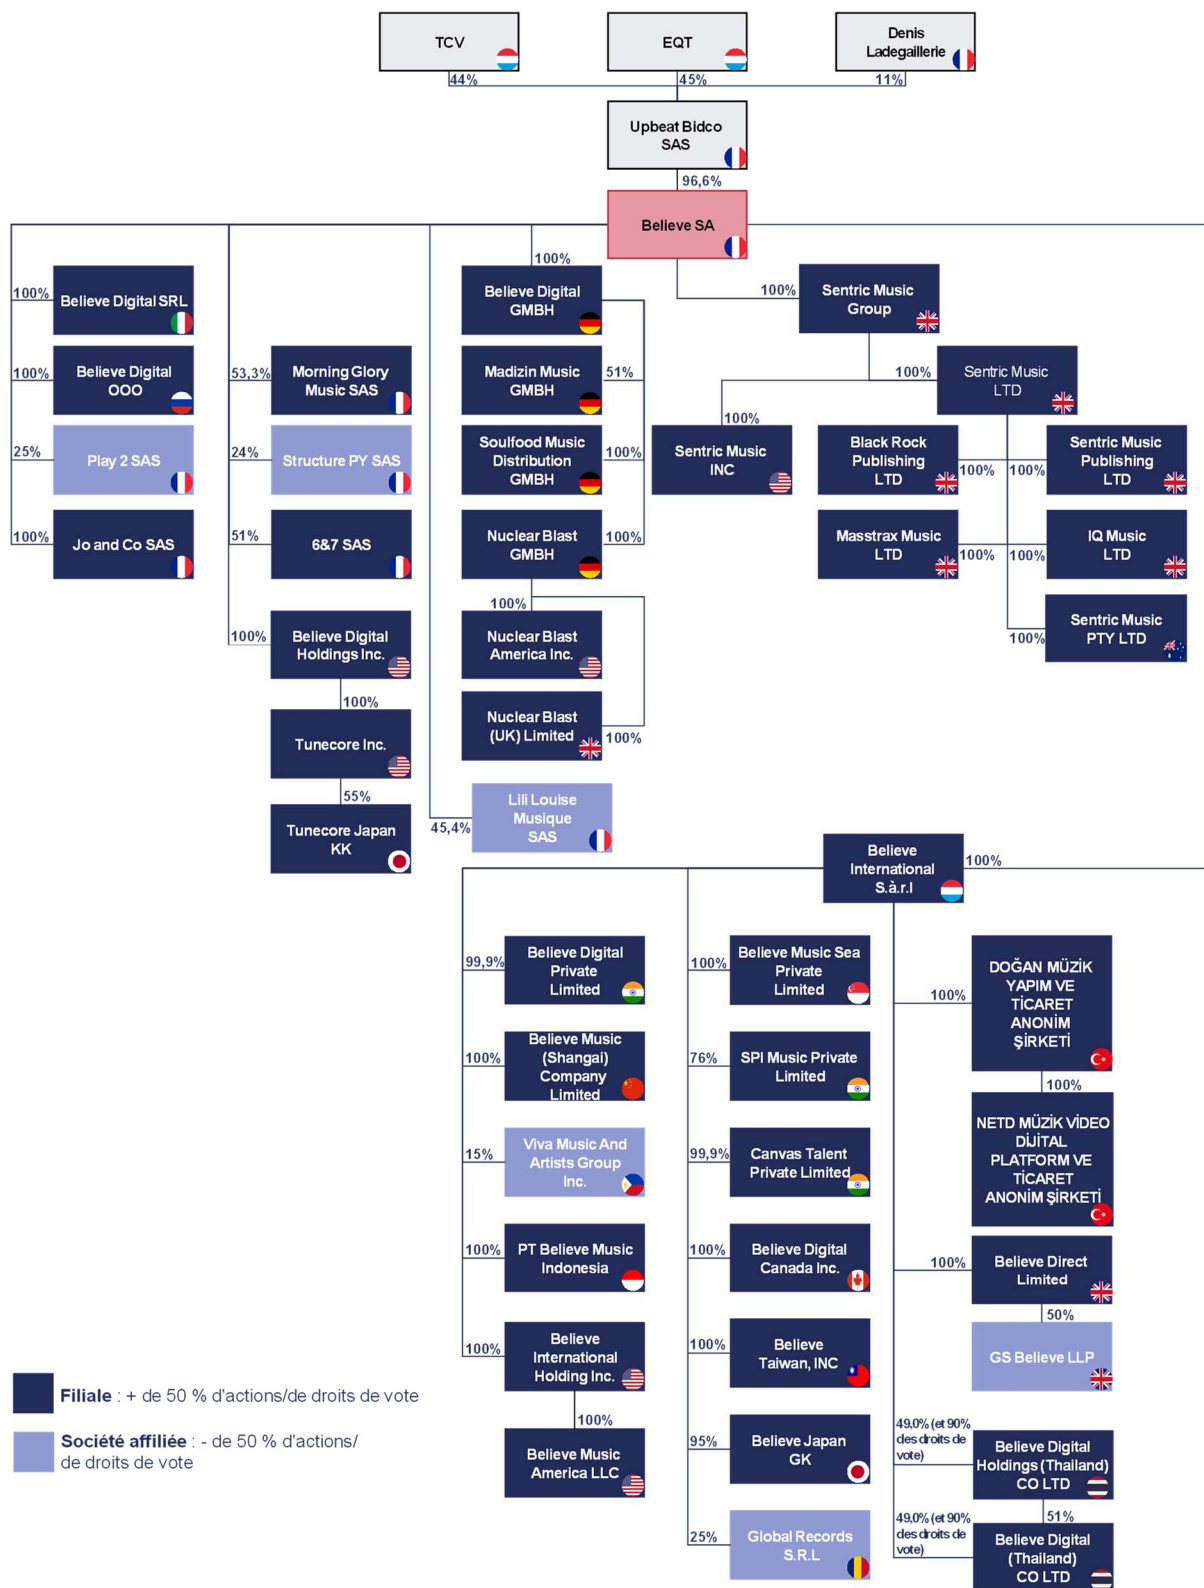 TCV
EQT
Denis
Ladegaillerie
44%
45%
11%
Upbeat Bidco
SAS
96,6%
Believe SA
100%
Believe Digital SRL
100%
Believe Digital
OOO
25%
Play 2 SAS
100%
Jo and Co SAS
53,3%
Morning Glory
Music SAS
24%
Structure PY SAS
51%
6&7 SAS
100%
Believe Digital
Holdings Inc.
100%
Tunecore Inc.
55%
Tunecore Japan
KK
100%
Believe Digital
GMBH
Madizin Music
GMBH
51%
Soulfood Music
Distribution
GMBH
100%
Nuclear Blast
GMBH
100%
100%
Nuclear Blast
America Inc.
Nuclear Blast
(UK) Limited
100%
45,4%
Lili Louise
Musique
SAS
100%
Sentric Music
Group
100%
Sentric Music
LTD
100%
Sentric Music
INC
Black Rock
Publishing
LTD
100%
100%
Sentric Music
Publishing
LTD
Masstrax Music
LTD
100%
100%
IQ Music
LTD
100%
Sentric Music
PTY LTD
Believe
International
S.à.r.l
100%
99,9%
Believe Digital
Private
Limited
100%
Believe Music
(Shangai)
Company
Limited
15%
Viva Music And
Artists Group
Inc.
100%
PT Believe Music
Indonesia
100%
Believe
International
Holding Inc.
100%
Believe Music
America LLC
100%
Believe Music Sea
Private
Limited
76%
SPI Music Private
Limited
99,9%
Canvas Talent
Private Limited
100%
Believe Digital
Canada Inc.
100%
Believe
Taiwan, INC
95%
Believe Japan
GK
25%
Global Records
S.R.L
100%
DOĞAN MÜZİK
YAPIM VE
TİCARET
ANONİM
ŞİRKETİ
100%
NETD MÜZİK VİDEO
DİJİTAL
PLATFORM VE
TİCARET
ANONİM ŞİRKETİ
100%
Believe Direct
Limited
50%
GS Believe LLP
49,0% (et 90%
des droits de
vote)
Believe Digital
Holdings (Thailand)
CO LTD
51%
49,0% (et 90%
des droits de
vote)
Believe Digital
(Thailand)
CO LTD
Filiale : + de 50 % d'actions/de droits de vote
Société affiliée : - de 50 % d'actions/
de droits de vote